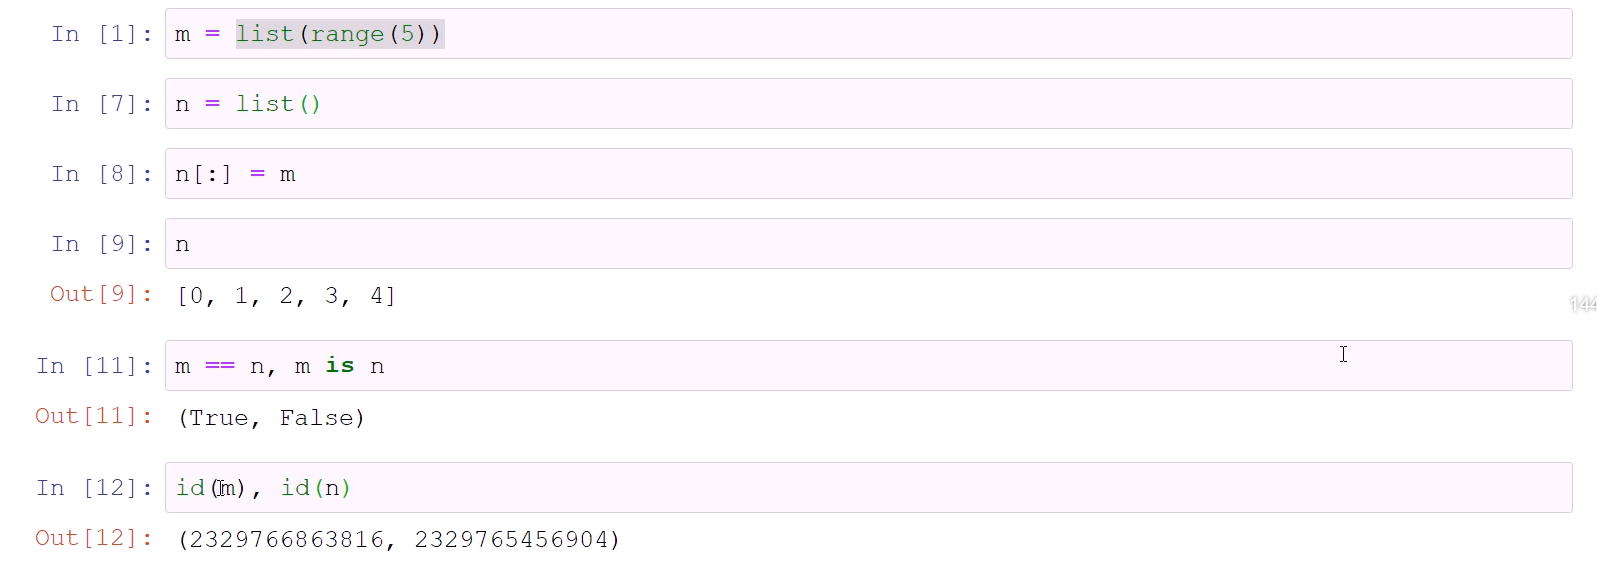 In [1]: m = list(range(5))
In [7]: n = list()
In [8]: n[:] = m
In [9]: n
Out[9]: [0, 1, 2, 3, 4]
144
In [11]: m == n, m is n
Out[11]: (True, False)
In [12]: id(m), id(n)
Out[12]: (2329766863816, 2329765456904)